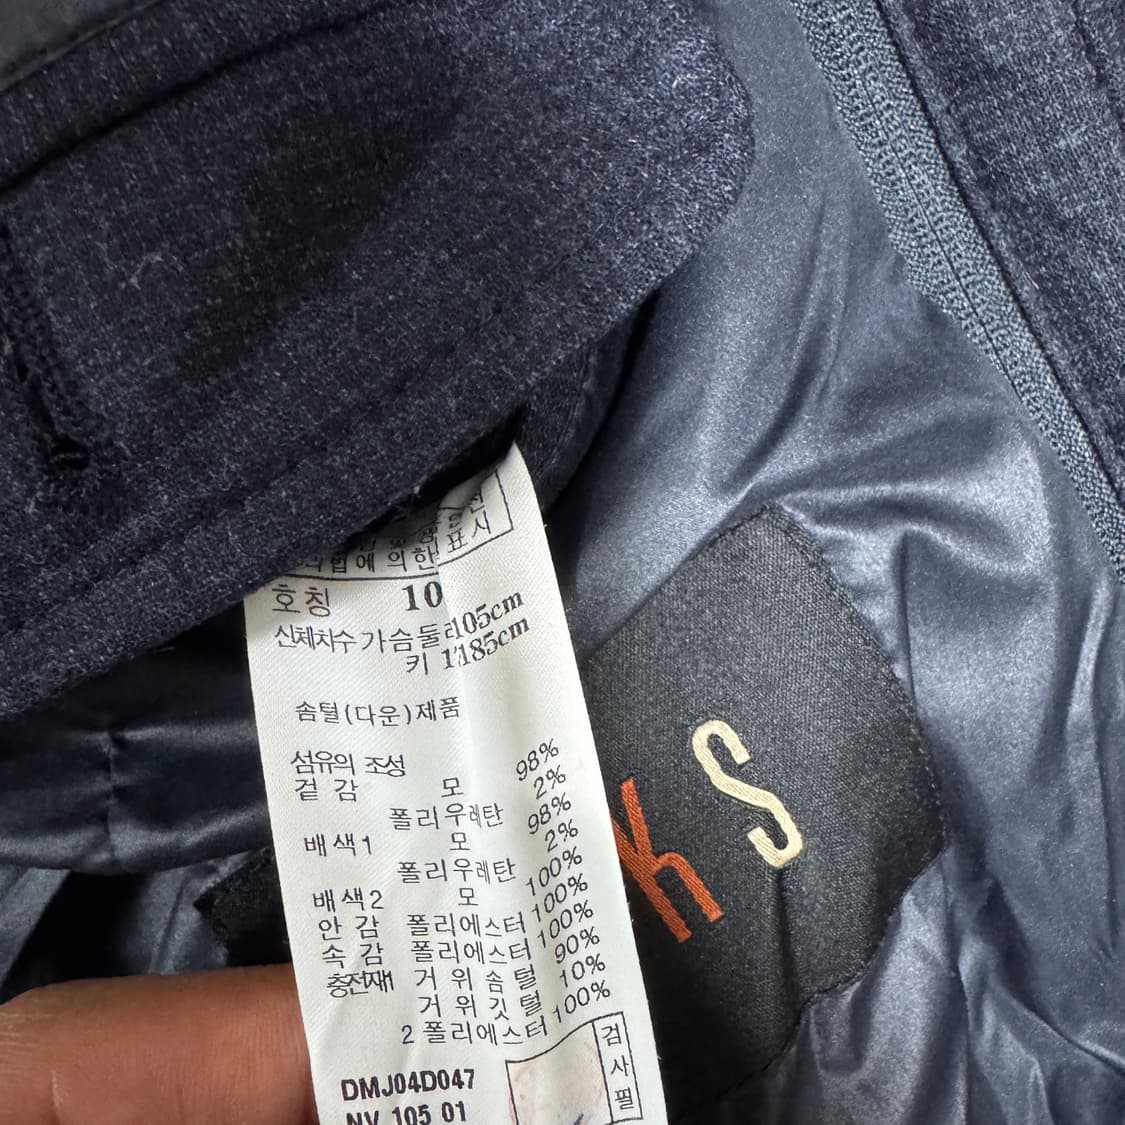 표시
법에 의한
호칭 10
신체치수 가슴둘레 105cm
키 185cm
솜털(다운)제품
섬유의 조성
겉감 모 98%
폴리우레탄 2%
배색1 모 98%
폴리우레탄 2%
배색2 모 100%
안감 폴리에스터 100%
속감 폴리에스터 100%
충전재1 거위솜털 90%
거위깃털 10%
2 폴리에스터 100%
DMJ04D047
NV 105 01
검사필
KS